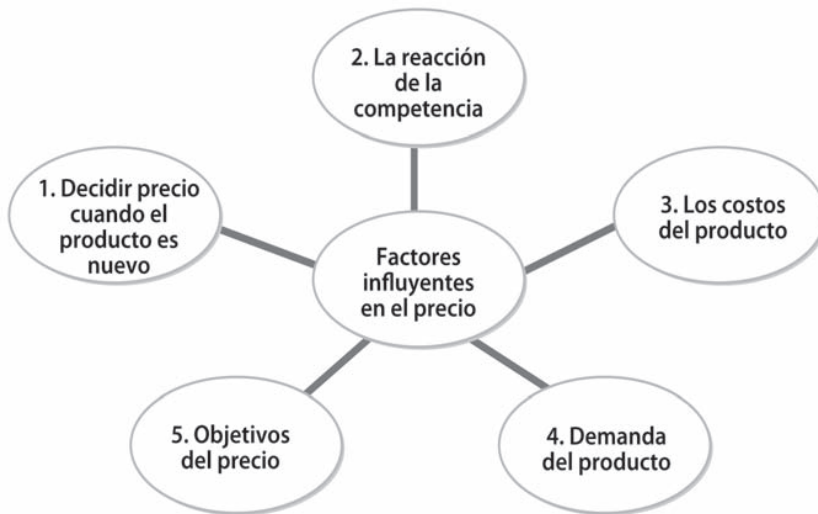 1. Decidir precio
cuando el
producto es
nuevo
2. La reacción
de la
competencia
3. Los costos
del producto
4. Demanda
del producto
5. Objetivos
del precio
Factores
influyentes
en el precio